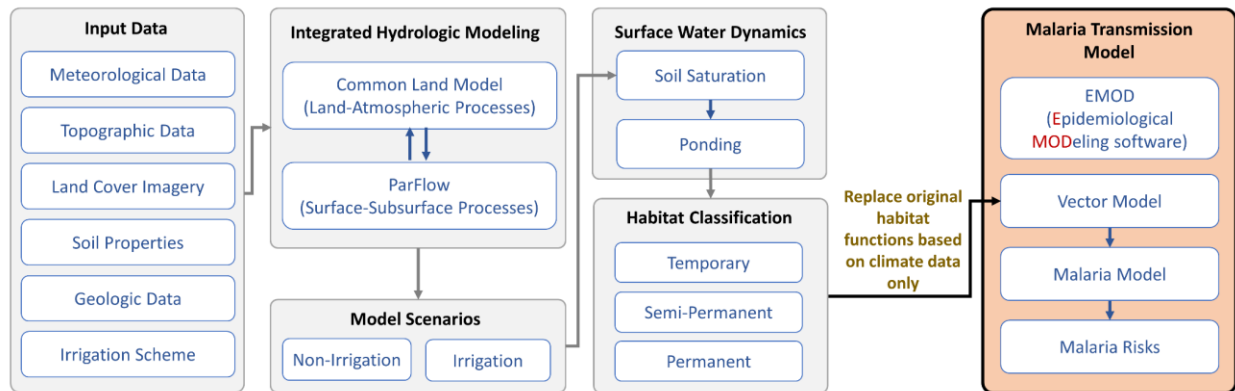 Input Data
Meteorological Data
Topographic Data
Land Cover Imagery
Soil Properties
Geologic Data
Irrigation Scheme
Integrated Hydrologic Modeling
Common Land Model
(Land-Atmospheric Processes)
ParFlow
(Surface-Subsurface Processes)
Model Scenarios
Non-Irrigation
Irrigation
Surface Water Dynamics
Soil Saturation
Ponding
Habitat Classification
Temporary
Semi-Permanent
Permanent
Replace original
habitat
functions based
on climate data
only
Malaria Transmission
Model
EMOD
(Epidemiological
MODeling software)
Vector Model
Malaria Model
Malaria Risks